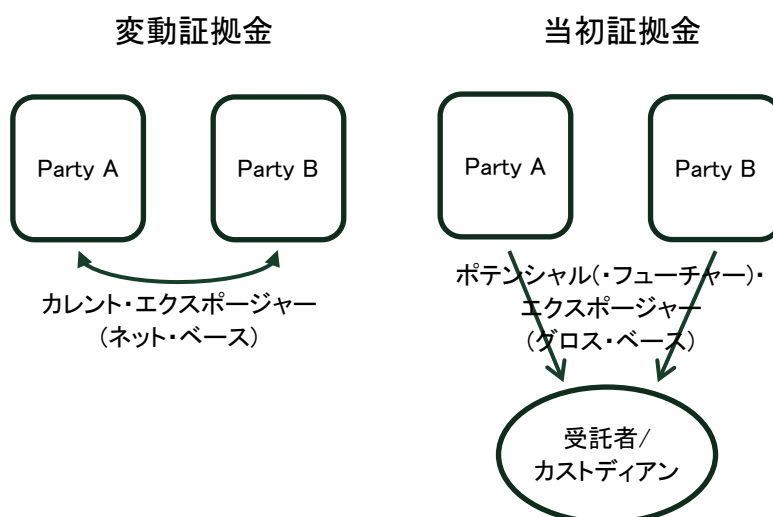 変動証拠金
Party A
Party B
カレント・エクスポージャー
(ネット・ベース)
当初証拠金
Party A
Party B
ポテンシャル(・フューチャー)・
エクスポージャー
(グロス・ベース)
受託者/
カストディアン